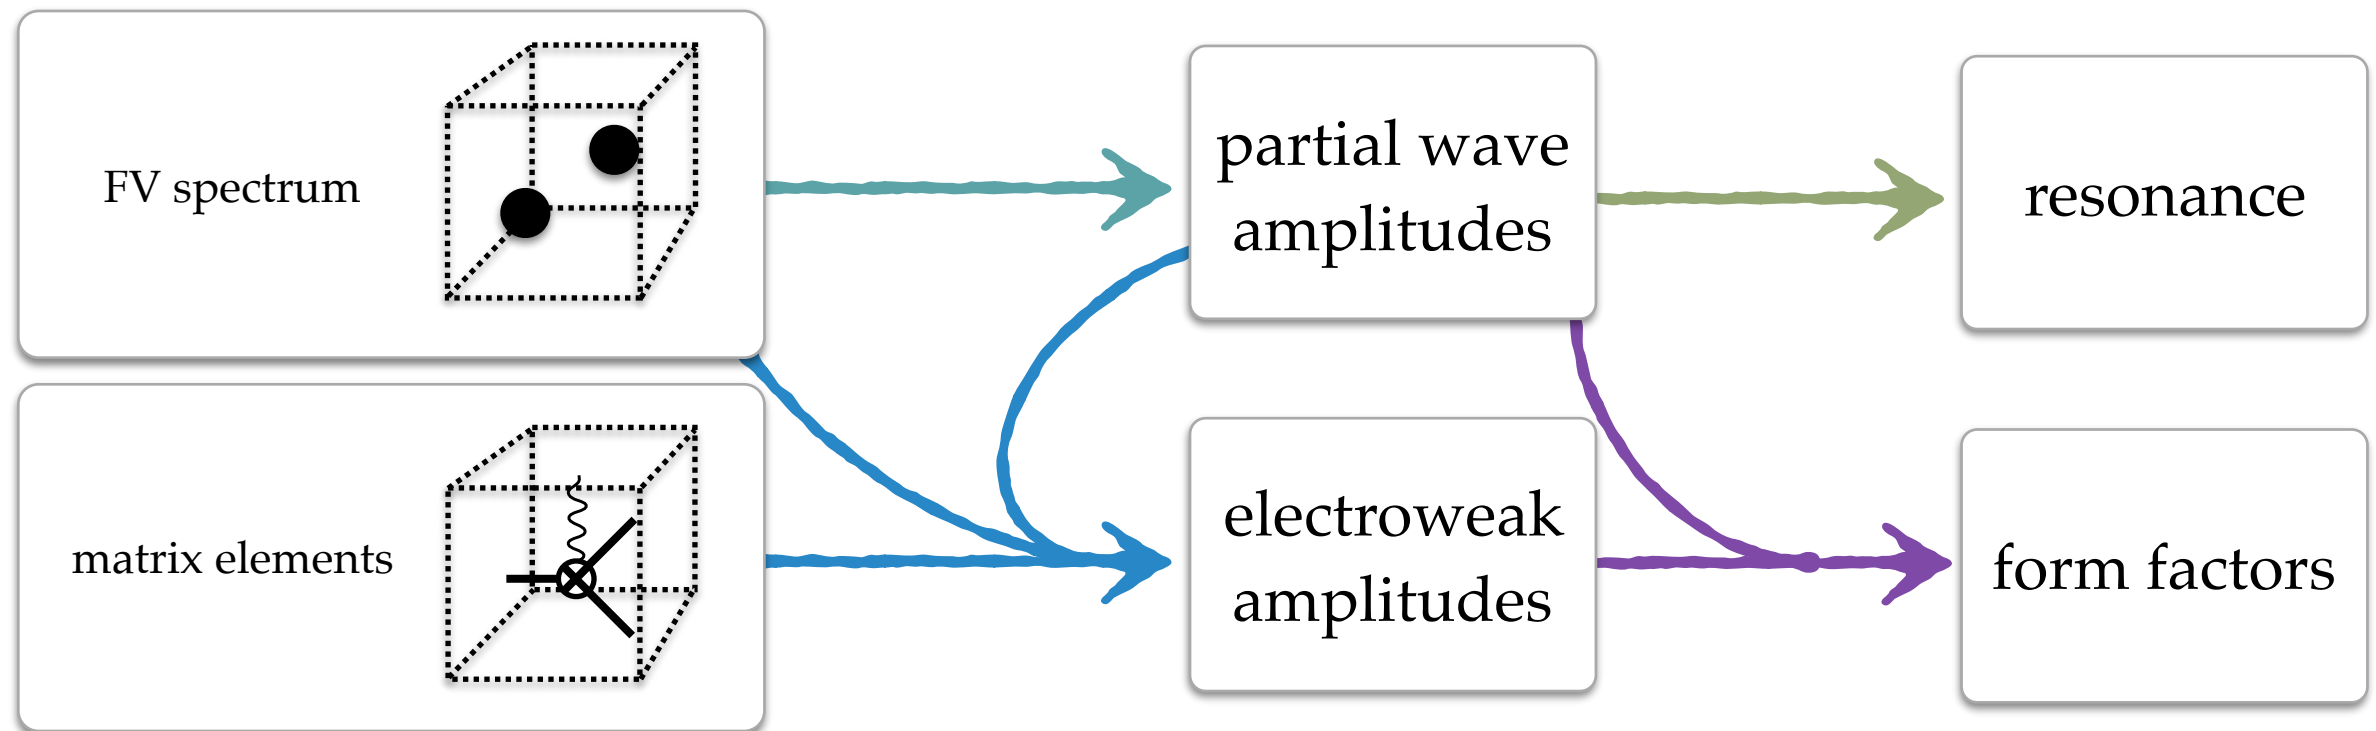 FV spectrum
partial wave
amplitudes
resonance
matrix elements
electroweak
amplitudes
form factors